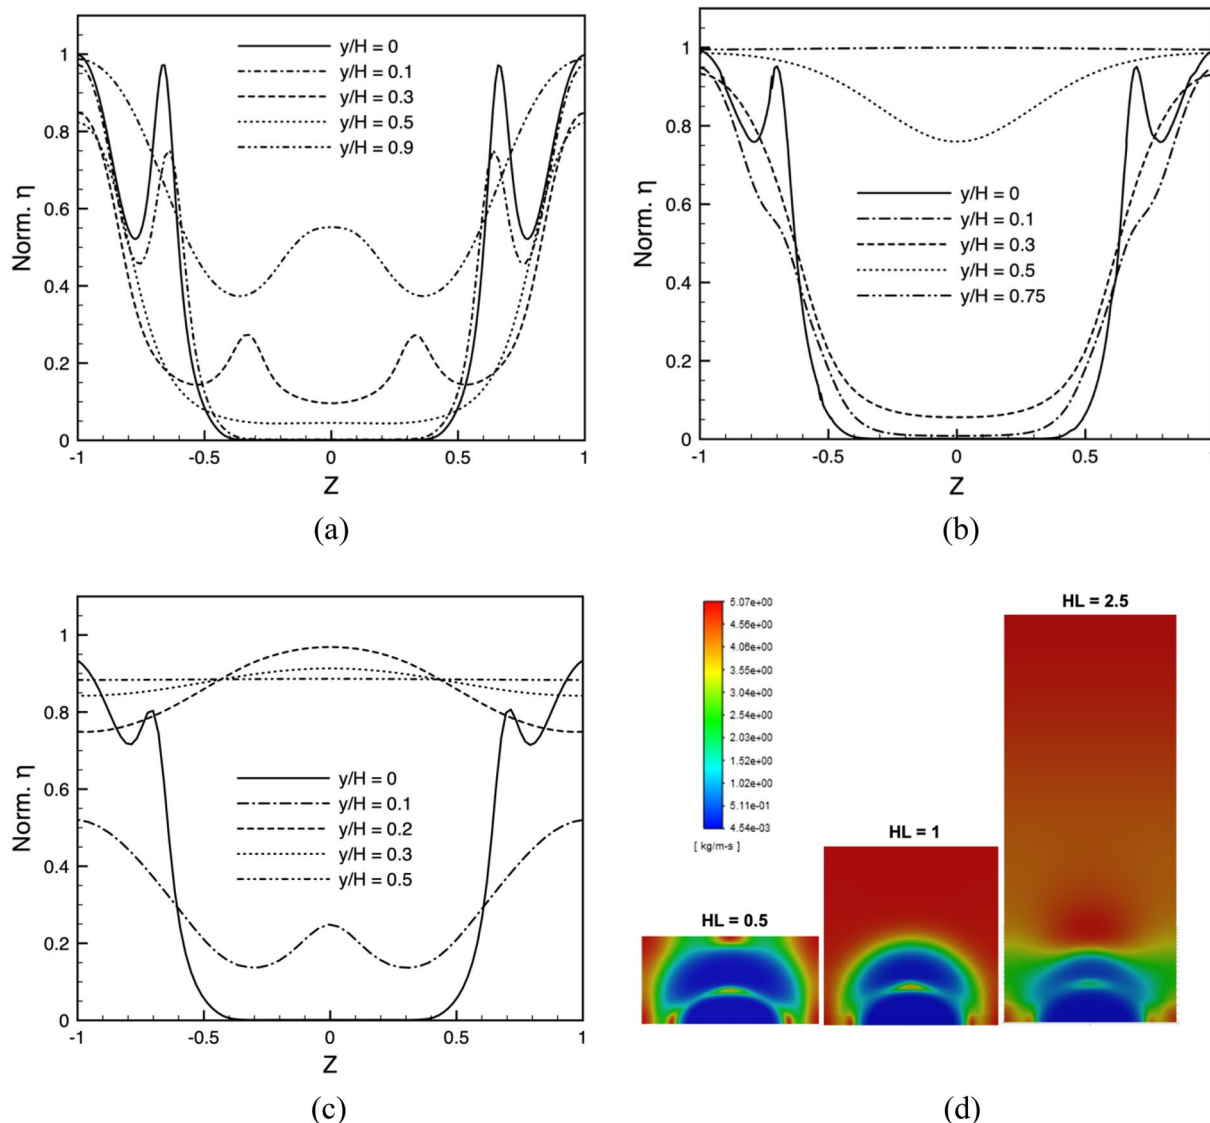 1
0.8
0.6
0.4
0.2
0
Norm. η
y/H = 0
y/H = 0.1
y/H = 0.3
y/H = 0.5
y/H = 0.9
-1
-0.5
0
0.5
1
Z
(a)
1
0.8
0.6
0.4
0.2
0
Norm. η
y/H = 0
y/H = 0.1
y/H = 0.3
y/H = 0.5
y/H = 0.75
-1
-0.5
0
0.5
1
Z
(b)
1
0.8
0.6
0.4
0.2
0
Norm. η
y/H = 0
y/H = 0.1
y/H = 0.2
y/H = 0.3
y/H = 0.5
-1
-0.5
0
0.5
1
Z
(c)
5.07e+00
4.56e+00
4.06e+00
3.55e+00
3.04e+00
2.54e+00
2.03e+00
1.52e+00
1.02e+00
5.11e-01
4.54e-03
[ kg/m-s ]
HL = 0.5
HL = 1
HL = 2.5
(d)